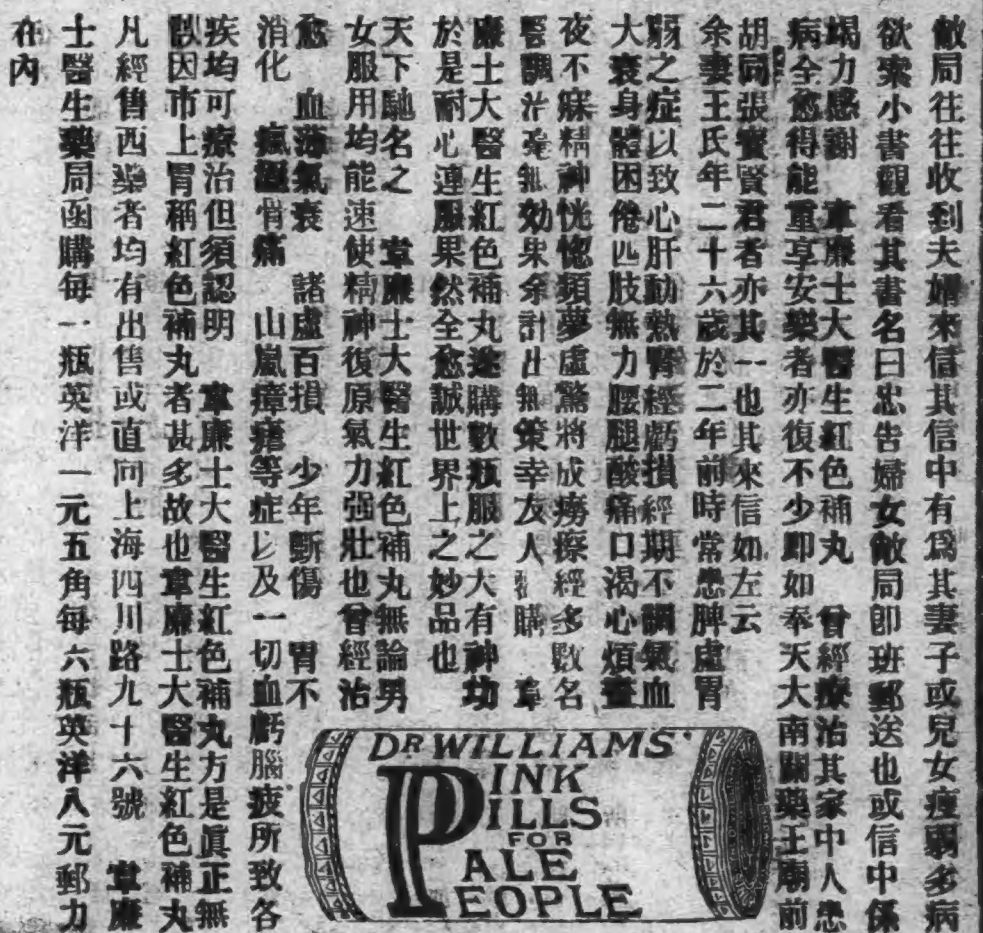 敝局往往收到夫婿來信其信中有爲其妻子或兒女瘦弱多病
欲索小書觀看其書名曰忠告婦女敝局即班郵送也或信中係
竭力感謝 韋廉士大醫生紅色補丸 曾經療治其家中人患
病全愈得能重享安樂者亦復不少即如奉天大南關藥王廟前
胡同張寶賢君者亦其一也其來信如左云
余妻王氏年二十六歲於二年前時常患脾虛胃
弱之症以致心肝動熱腎經虧損經期不調氣血
大衰身體困倦四肢無力腰腿酸痛口渴心煩晝
夜不寐精神恍惚頻夢虛驚將成癆瘵經多數名
醫調治毫無効果余計出無策幸友人 購 韋
廉士大醫生紅色補丸遂購數瓶服之大有神功
於是耐心連服果然全愈誠世界上之妙品也
天下馳名之 韋廉士大醫生紅色補丸無論男
女服用均能速使精神復原氣力强壯也曾經治
愈 血薄氣衰 諸虛百損 少年斷傷 胃不
消化 瘋濕骨痛 山嵐瘴瘧等症以及一切血虧腦疲所致各
疾均可療治但須認明 韋廉士大醫生紅色補丸方是眞正無
誤因市上冒稱紅色補丸者甚多故也韋廉士大醫生紅色補丸
凡經售西藥者均有出售或直向上海四川路九十六號 韋廉
士醫生藥局函購每一瓶英洋一元五角每六瓶英洋八元郵力
在內
DR WILLIAMS'
PINK
PILLS
FOR
PALE
PEOPLE